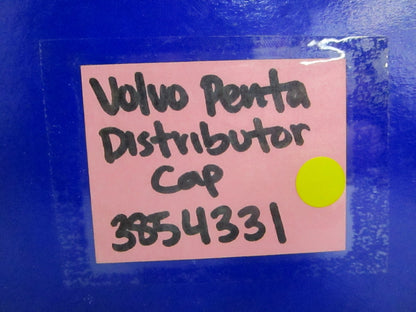 Volvo Penta
Distributor
Cap
3854331